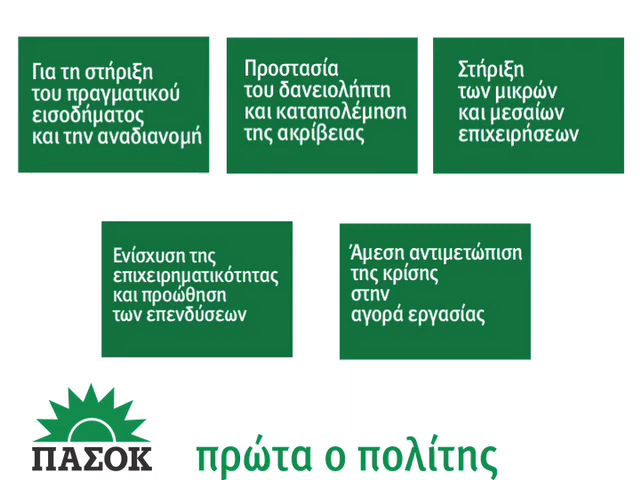 Για τη στήριξη
του πραγματικού
εισοδήματος
και την αναδιανομή
Προστασία
του δανειολήπτη
και καταπολέμηση
της ακρίβειας
Στήριξη
των μικρών
και μεσαίων
επιχειρήσεων
Ενίσχυση της
επιχειρηματικότητας
και προώθηση
των επενδύσεων
Άμεση αντιμετώπιση
της κρίσης
στην
αγορά εργασίας
ΠΑΣΟΚ
πρώτα ο πολίτης